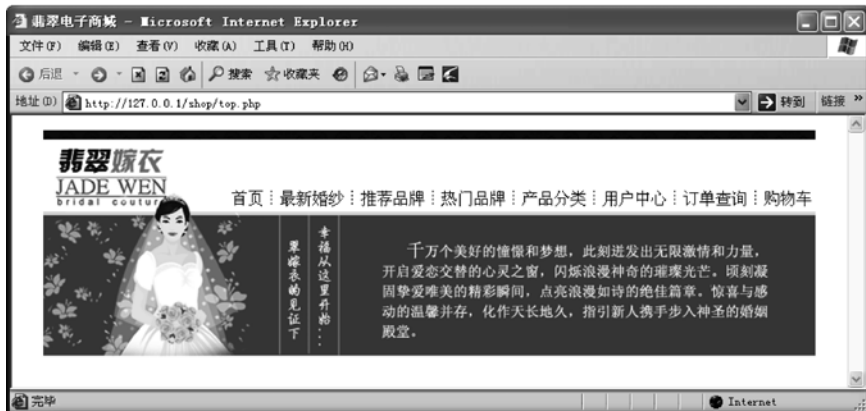 翡翠电子商城 - Microsoft Internet Explorer
文件(F) 编辑(E) 查看(V) 收藏(A) 工具(T) 帮助(H)
后退 搜索 收藏夹
地址(D) http://127.0.0.1/shop/top.php 转到 链接 »
翡翠嫁衣
JADE WEN
bridal couture
首页┊最新婚纱┊推荐品牌┊热门品牌┊产品分类┊用户中心┊订单查询┊购物车
幸福从这里开始...
翠嫁衣的见证下
千万个美好的憧憬和梦想，此刻迸发出无限激情和力量，
开启爱恋交替的心灵之窗，闪烁浪漫神奇的璀璨光芒。顷刻凝
固挚爱唯美的精彩瞬间，点亮浪漫如诗的绝佳篇章。惊喜与感
动的温馨并存，化作天长地久，指引新人携手步入神圣的婚姻
殿堂。
完毕 Internet